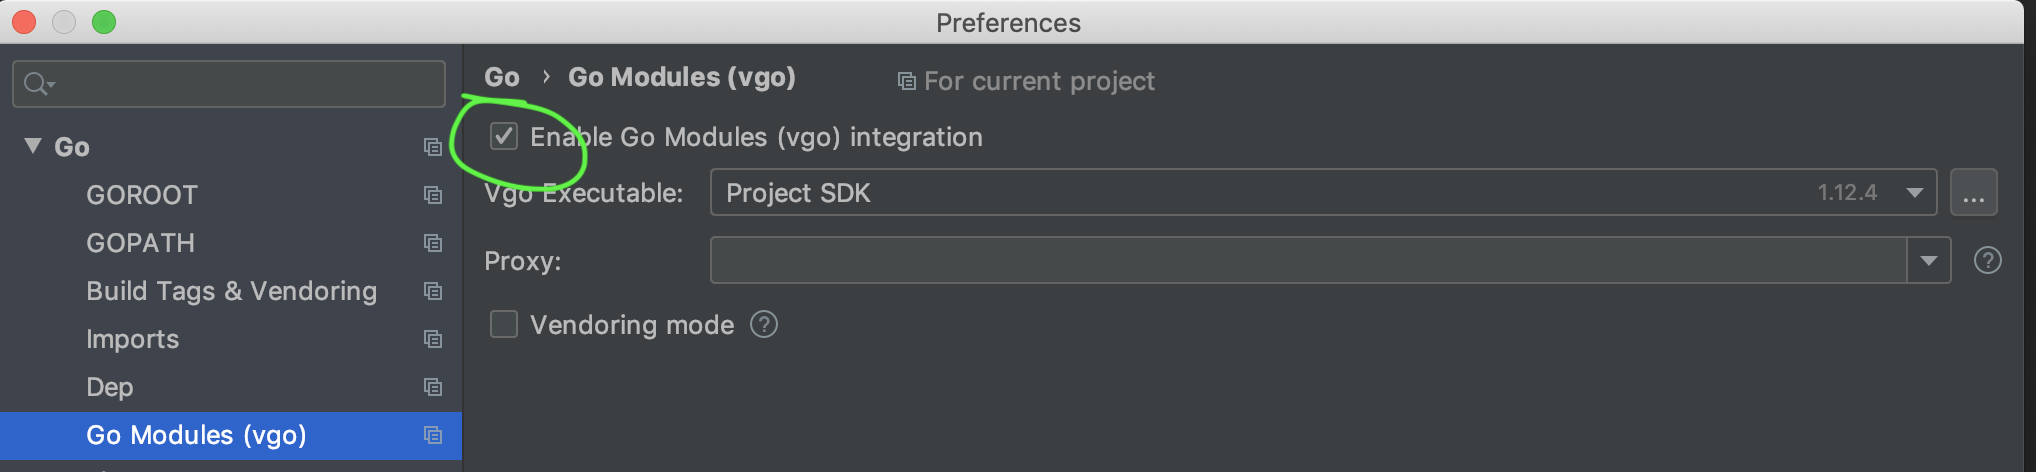 Preferences
Go › Go Modules (vgo)
For current project
Go
GOROOT
GOPATH
Build Tags & Vendoring
Imports
Dep
Go Modules (vgo)
Enable Go Modules (vgo) integration
Vgo Executable:
Project SDK
1.12.4
...
Proxy:
?
Vendoring mode
?